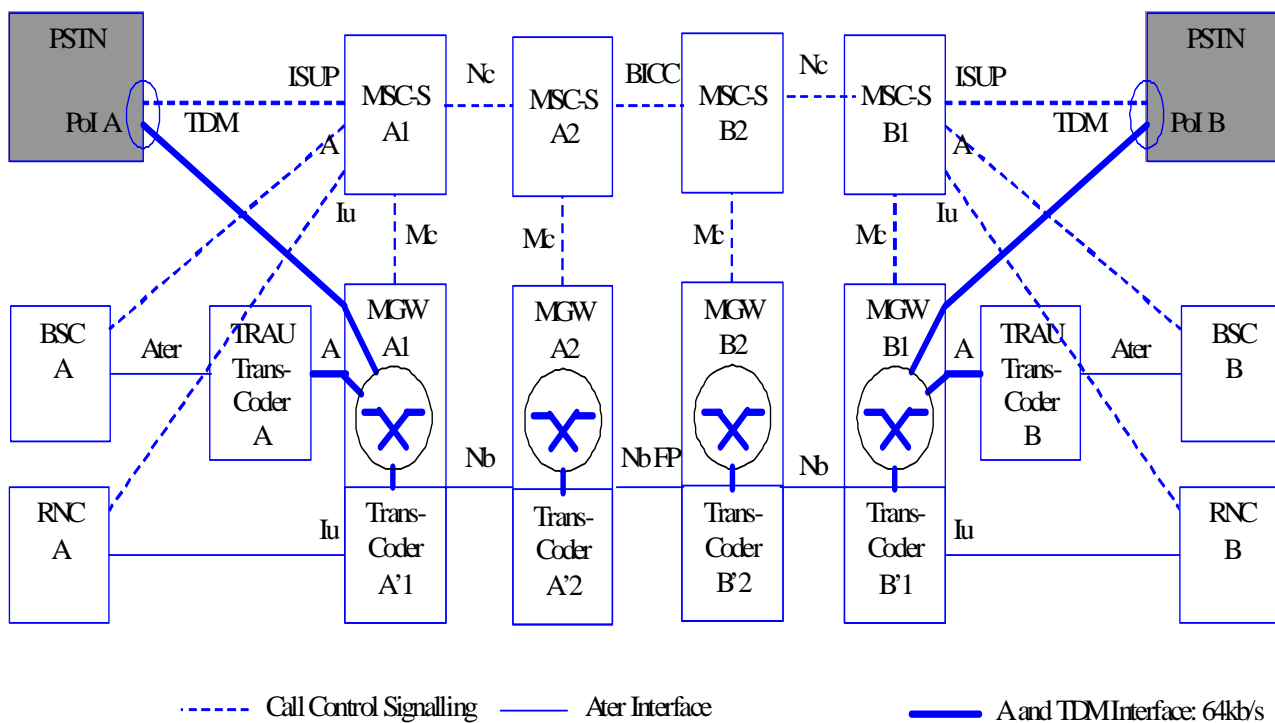 PSTN
PoI A
ISUP
TDM
MSC-S
A1
Nc
MSC-S
A2
BICC
MSC-S
B2
Nc
MSC-S
B1
ISUP
TDM
PSTN
PoI B
A
Iu
Mc
Mc
Mc
Mc
A
Iu
BSC
A
Ater
TRAU
Trans-
Coder
A
A
MGW
A1
MGW
A2
MGW
B2
MGW
B1
A
TRAU
Trans-
Coder
B
Ater
BSC
B
Nb
Nb FP
Nb
RNC
A
Iu
Trans-
Coder
A'1
Trans-
Coder
A'2
Trans-
Coder
B'2
Trans-
Coder
B'1
Iu
RNC
B
Call Control Signalling
Ater Interface
A and TDM Interface: 64kb/s